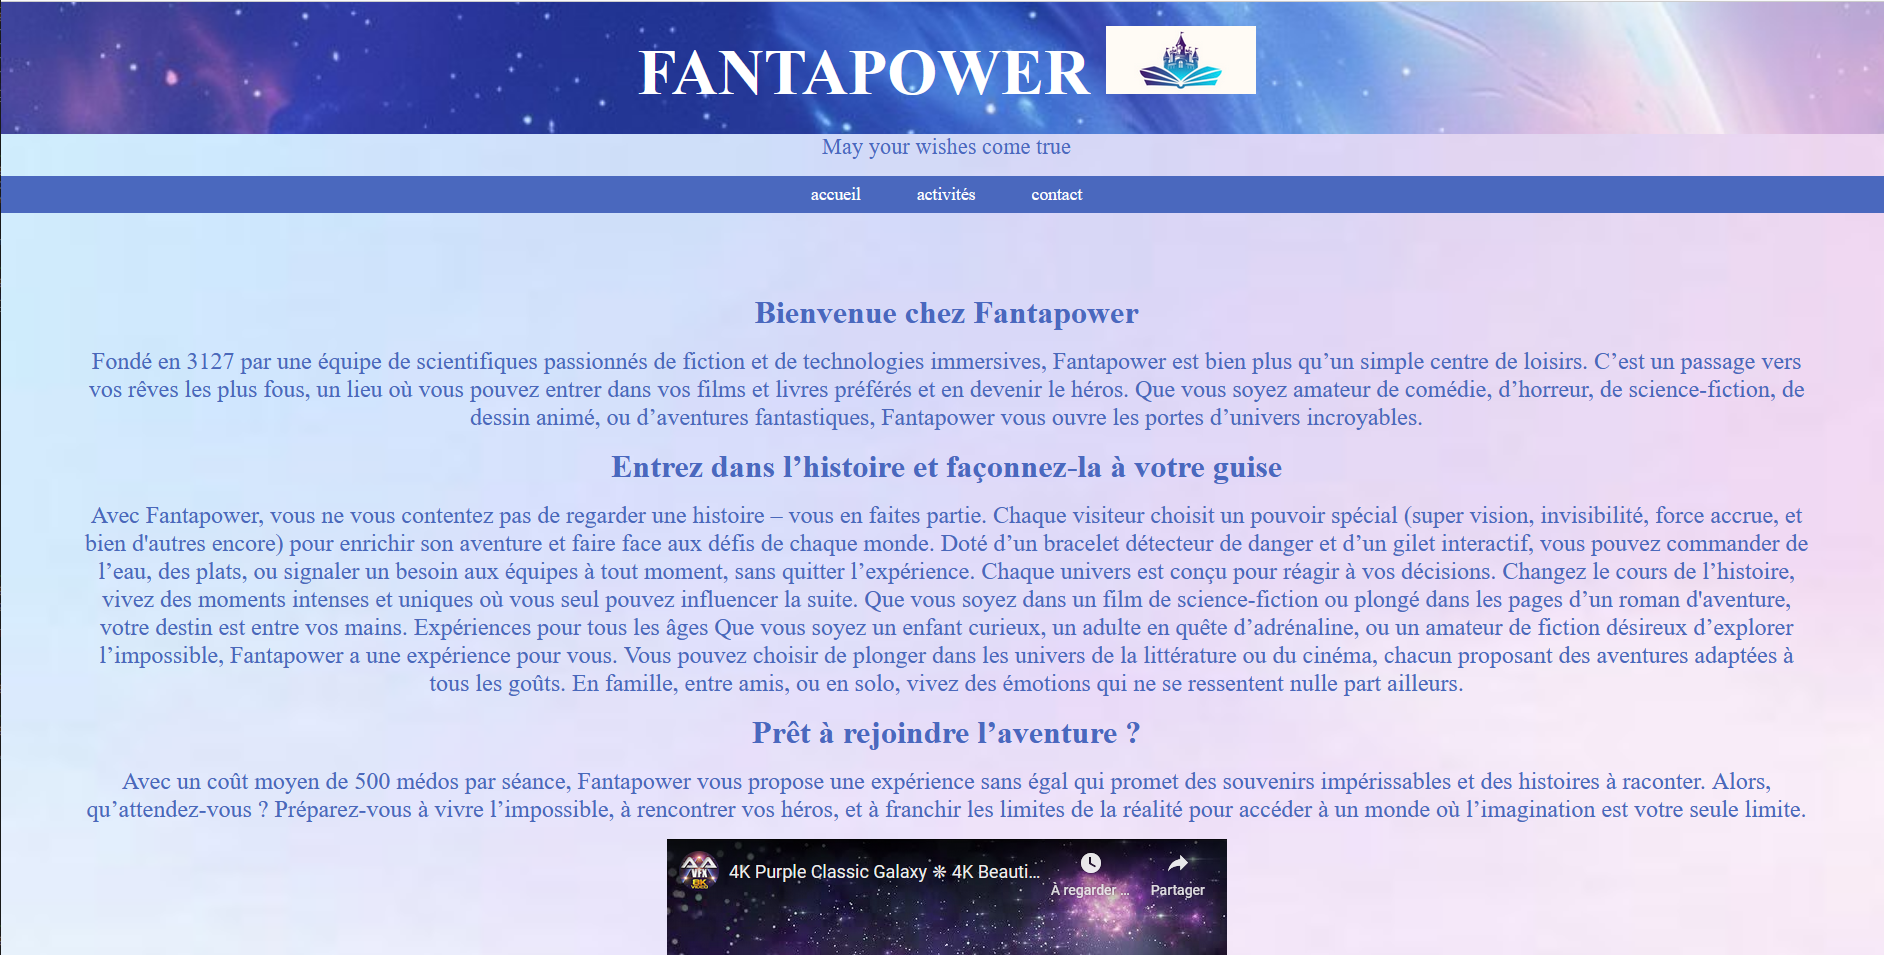 FANTAPOWER
May your wishes come true
accueil activités contact
Bienvenue chez Fantapower
Fondé en 3127 par une équipe de scientifiques passionnés de fiction et de technologies immersives, Fantapower est bien plus qu’un simple centre de loisirs. C’est un passage vers
vos rêves les plus fous, un lieu où vous pouvez entrer dans vos films et livres préférés et en devenir le héros. Que vous soyez amateur de comédie, d’horreur, de science-fiction, de
dessin animé, ou d’aventures fantastiques, Fantapower vous ouvre les portes d’univers incroyables.
Entrez dans l’histoire et façonnez-la à votre guise
Avec Fantapower, vous ne vous contentez pas de regarder une histoire – vous en faites partie. Chaque visiteur choisit un pouvoir spécial (super vision, invisibilité, force accrue, et
bien d'autres encore) pour enrichir son aventure et faire face aux défis de chaque monde. Doté d’un bracelet détecteur de danger et d’un gilet interactif, vous pouvez commander de
l’eau, des plats, ou signaler un besoin aux équipes à tout moment, sans quitter l’expérience. Chaque univers est conçu pour réagir à vos décisions. Changez le cours de l’histoire,
vivez des moments intenses et uniques où vous seul pouvez influencer la suite. Que vous soyez dans un film de science-fiction ou plongé dans les pages d’un roman d'aventure,
votre destin est entre vos mains. Expériences pour tous les âges Que vous soyez un enfant curieux, un adulte en quête d’adrénaline, ou un amateur de fiction désireux d’explorer
l’impossible, Fantapower a une expérience pour vous. Vous pouvez choisir de plonger dans les univers de la littérature ou du cinéma, chacun proposant des aventures adaptées à
tous les goûts. En famille, entre amis, ou en solo, vivez des émotions qui ne se ressentent nulle part ailleurs.
Prêt à rejoindre l’aventure ?
Avec un coût moyen de 500 médos par séance, Fantapower vous propose une expérience sans égal qui promet des souvenirs impérissables et des histoires à raconter. Alors,
qu’attendez-vous ? Préparez-vous à vivre l’impossible, à rencontrer vos héros, et à franchir les limites de la réalité pour accéder à un monde où l’imagination est votre seule limite.
AA VFX 8K VIDEO
4K Purple Classic Galaxy ❋ 4K Beauti...
À regarder ... Partager